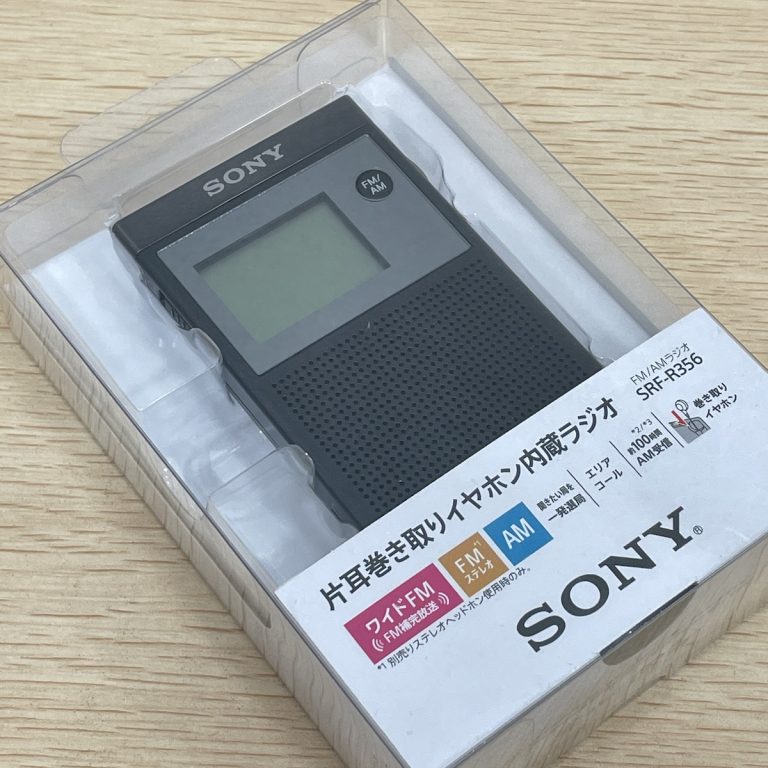 SONY
FM/
AM
FM/AMラジオ
SRF-R356
片耳巻き取りイヤホン内蔵ラジオ
ワイドFM
FM補完放送
FM*1
ステレオ
AM
聞きたい局を
一発選局
エリア
コール
*2/*3
約100時間
AM受信
巻き取り
イヤホン
*1 別売りステレオヘッドホン使用時のみ。
SONY®